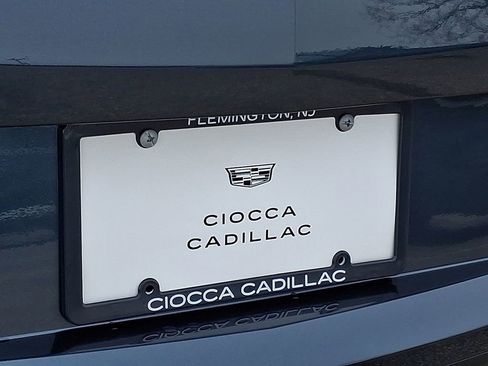 FLEMINGTON, NJ
CIOCCA
CADILLAC
CIOCCA CADILLAC